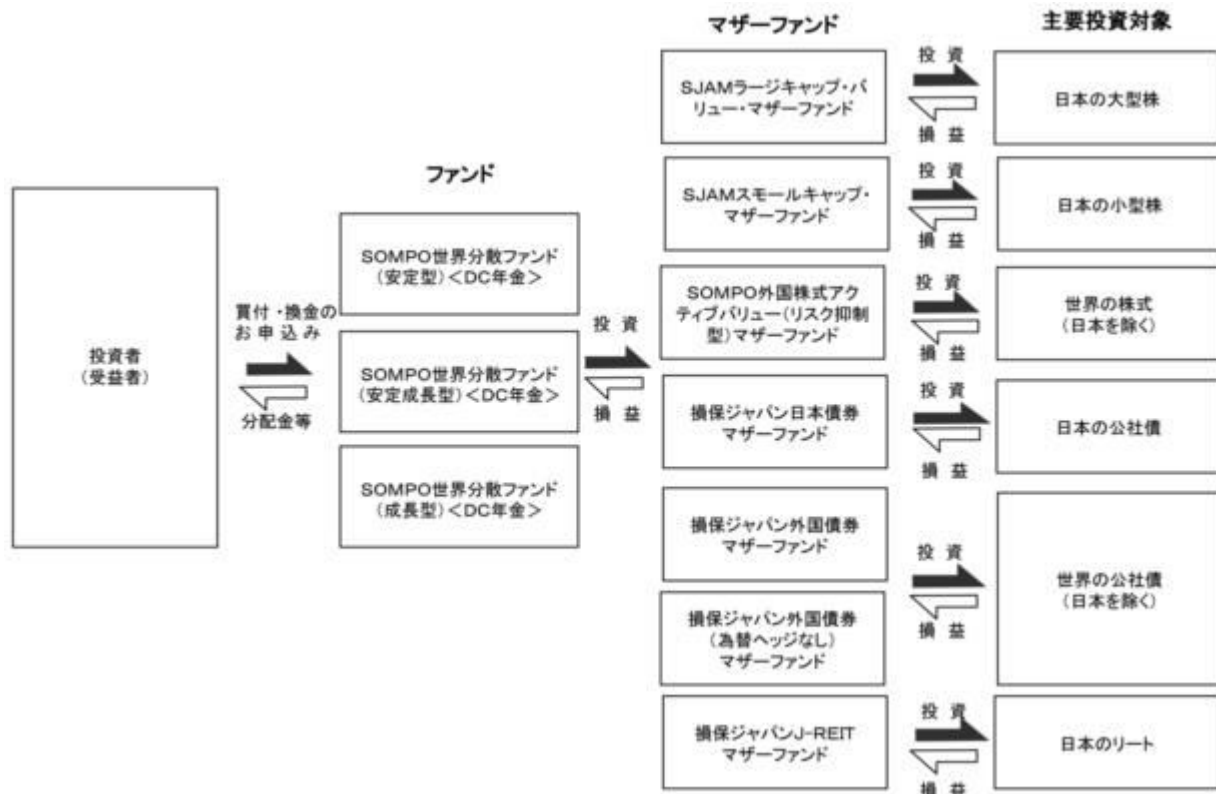 マザーファンド
主要投資対象
SJAMラージキャップ・バ
リュー・マザーファンド
投 資
損 益
日本の大型株
ファンド
SJAMスモールキャップ・
マザーファンド
投 資
損 益
日本の小型株
SOMPO世界分散ファンド
(安定型)<DC年金>
SOMPO外国株式アク
ティブバリュー(リスク抑制
型)マザーファンド
投 資
損 益
世界の株式
(日本を除く)
投資者
(受益者)
買付・換金の
お 申 込 み
分配金等
SOMPO世界分散ファンド
(安定成長型)<DC年金>
投 資
損 益
損保ジャパン日本債券
マザーファンド
投 資
損 益
日本の公社債
SOMPO世界分散ファンド
(成長型)<DC年金>
損保ジャパン外国債券
マザーファンド
損保ジャパン外国債券
(為替ヘッジなし)
マザーファンド
投 資
損 益
世界の公社債
(日本を除く)
損保ジャパンJ-REIT
マザーファンド
投 資
損 益
日本のリート